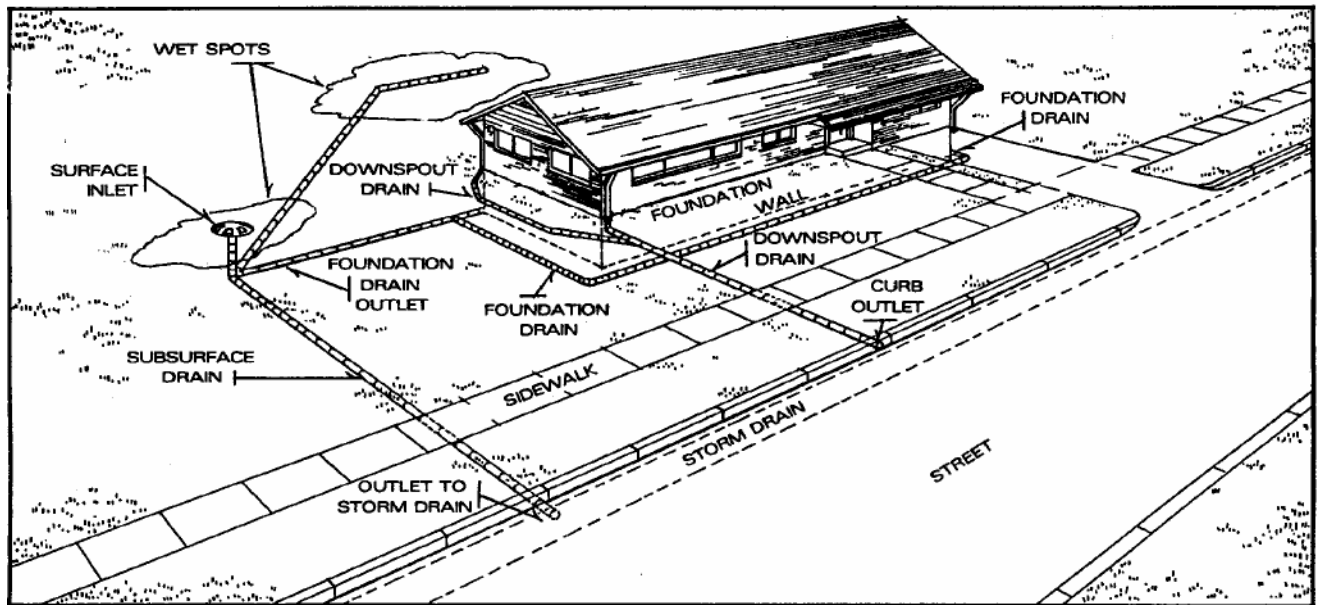 WET SPOTS
FOUNDATION
DRAIN
SURFACE
INLET
DOWNSPOUT
DRAIN
FOUNDATION
WALL
FOUNDATION
DRAIN
OUTLET
DOWNSPOUT
DRAIN
FOUNDATION
DRAIN
CURB
OUTLET
SUBSURFACE
DRAIN
SIDEWALK
STORM DRAIN
STREET
OUTLET TO
STORM DRAIN